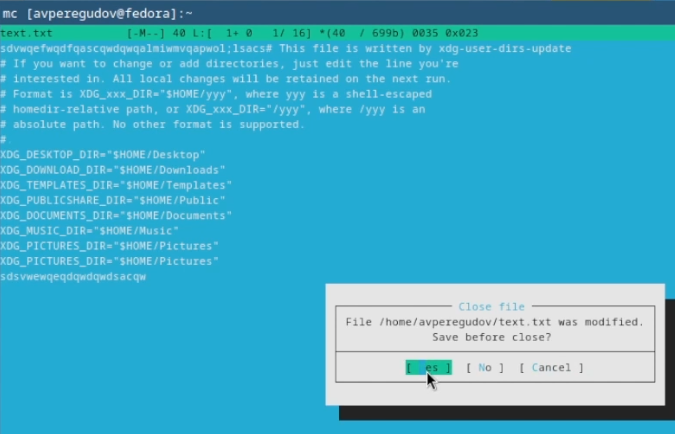 mc [avperegudov@fedora]:~
text.txt [-M--] 40 L:[ 1+ 0 1/ 16] *(40 / 699b) 0035 0x023
sdvwqefwqdfqascqwdqwqalmiwmvqapwol;lsacs# This file is written by xdg-user-dirs-update
# If you want to change or add directories, just edit the line you're
# interested in. All local changes will be retained on the next run.
# Format is XDG_xxx_DIR="$HOME/yyy", where yyy is a shell-escaped
# homedir-relative path, or XDG_xxx_DIR="/yyy", where /yyy is an
# absolute path. No other format is supported.
#
XDG_DESKTOP_DIR="$HOME/Desktop"
XDG_DOWNLOAD_DIR="$HOME/Downloads"
XDG_TEMPLATES_DIR="$HOME/Templates"
XDG_PUBLICSHARE_DIR="$HOME/Public"
XDG_DOCUMENTS_DIR="$HOME/Documents"
XDG_MUSIC_DIR="$HOME/Music"
XDG_PICTURES_DIR="$HOME/Pictures"
XDG_PICTURES_DIR="$HOME/Pictures"
sdsvwewqeqdqwdqwdsacqw
Close file
File /home/avperegudov/text.txt was modified.
Save before close?
[ Yes ] [ No ] [ Cancel ]